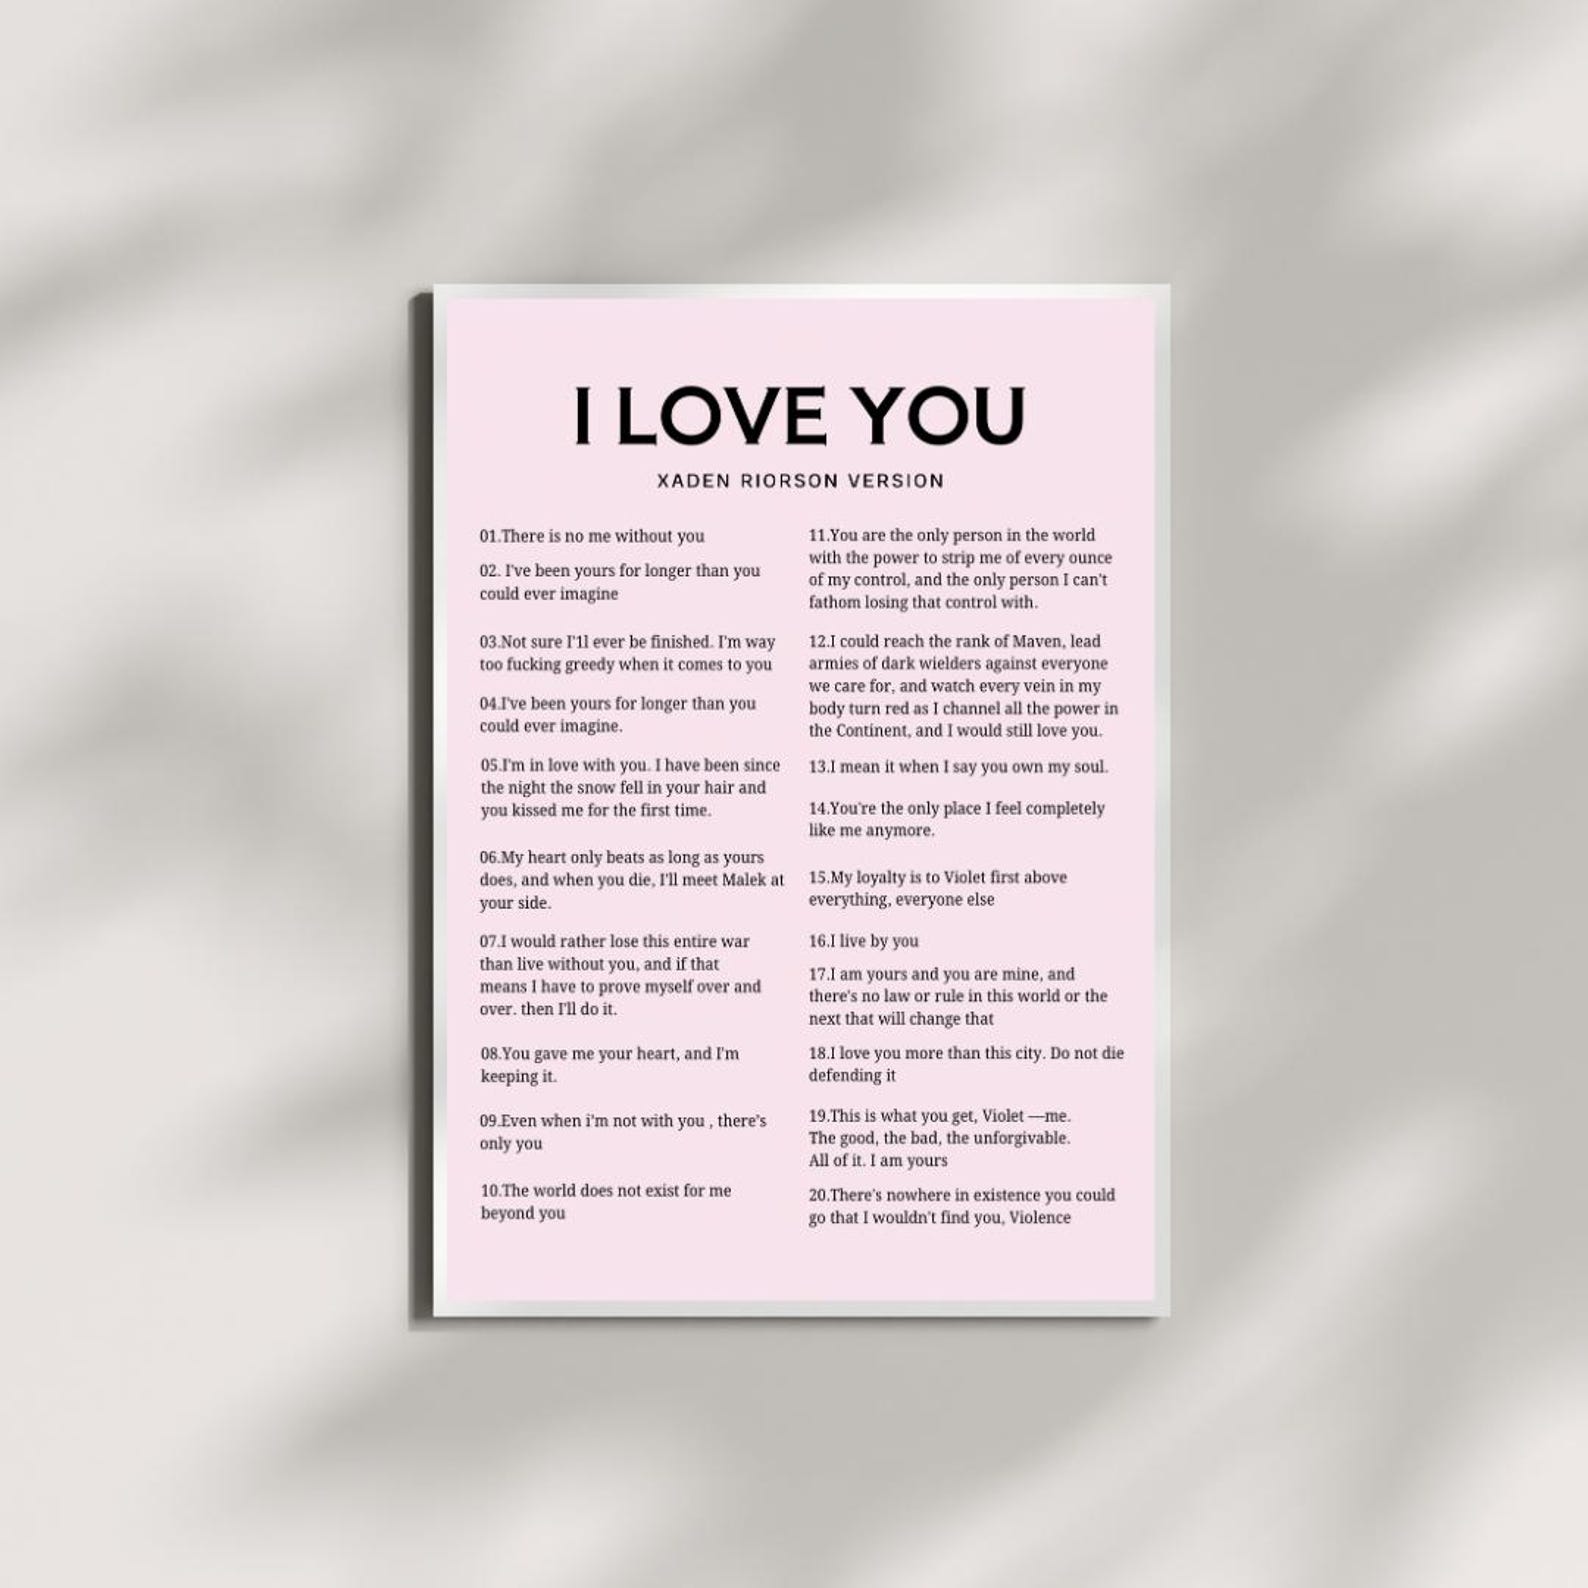 I LOVE YOU
XADEN RIORSON VERSION
01.There is no me without you
02. I've been yours for longer than you
could ever imagine
03.Not sure I'1l ever be finished. I'm way
too fucking greedy when it comes to you
04.I've been yours for longer than you
could ever imagine.
05.I'm in love with you. I have been since
the night the snow fell in your hair and
you kissed me for the first time.
06.My heart only beats as long as yours
does, and when you die, I'll meet Malek at
your side.
07.I would rather lose this entire war
than live without you, and if that
means I have to prove myself over and
over. then I'll do it.
08.You gave me your heart, and I'm
keeping it.
09.Even when i'm not with you , there's
only you
10.The world does not exist for me
beyond you
11.You are the only person in the world
with the power to strip me of every ounce
of my control, and the only person I can't
fathom losing that control with.
12.I could reach the rank of Maven, lead
armies of dark wielders against everyone
we care for, and watch every vein in my
body turn red as I channel all the power in
the Continent, and I would still love you.
13.I mean it when I say you own my soul.
14.You're the only place I feel completely
like me anymore.
15.My loyalty is to Violet first above
everything, everyone else
16.I live by you
17.I am yours and you are mine, and
there's no law or rule in this world or the
next that will change that
18.I love you more than this city. Do not die
defending it
19.This is what you get, Violet —me.
The good, the bad, the unforgivable.
All of it. I am yours
20.There's nowhere in existence you could
go that I wouldn't find you, Violence